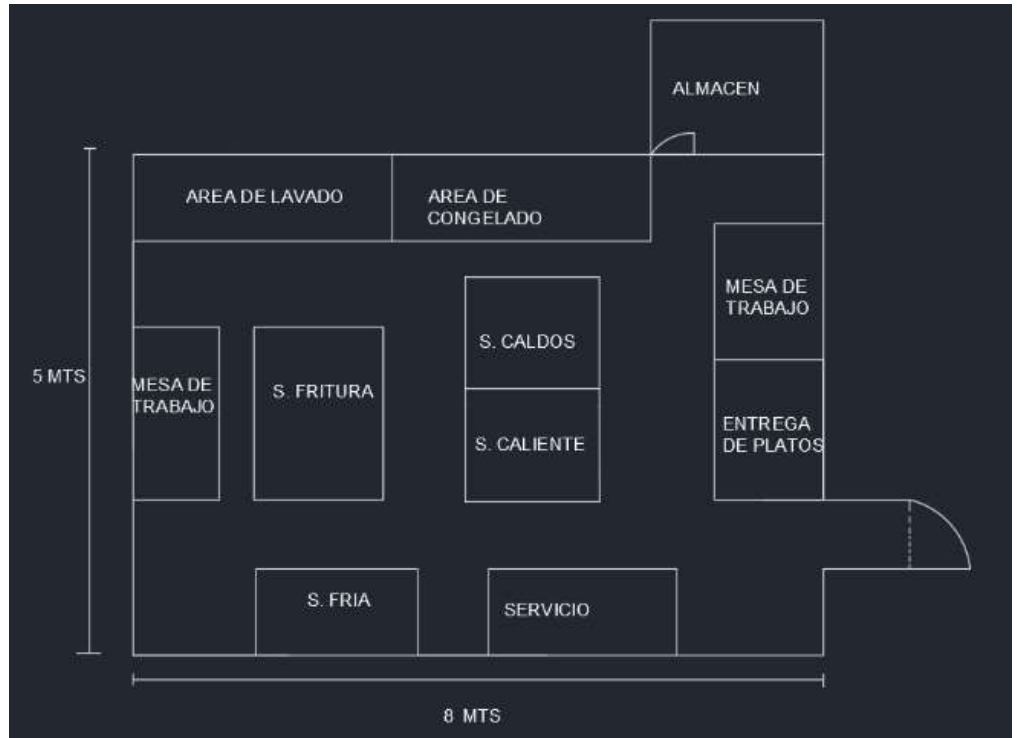 ALMACEN
AREA DE LAVADO
AREA DE
CONGELADO
MESA DE
TRABAJO
S. CALDOS
5 MTS
MESA DE
TRABAJO
S. FRITURA
S. CALIENTE
ENTREGA
DE PLATOS
S. FRIA
SERVICIO
8 MTS